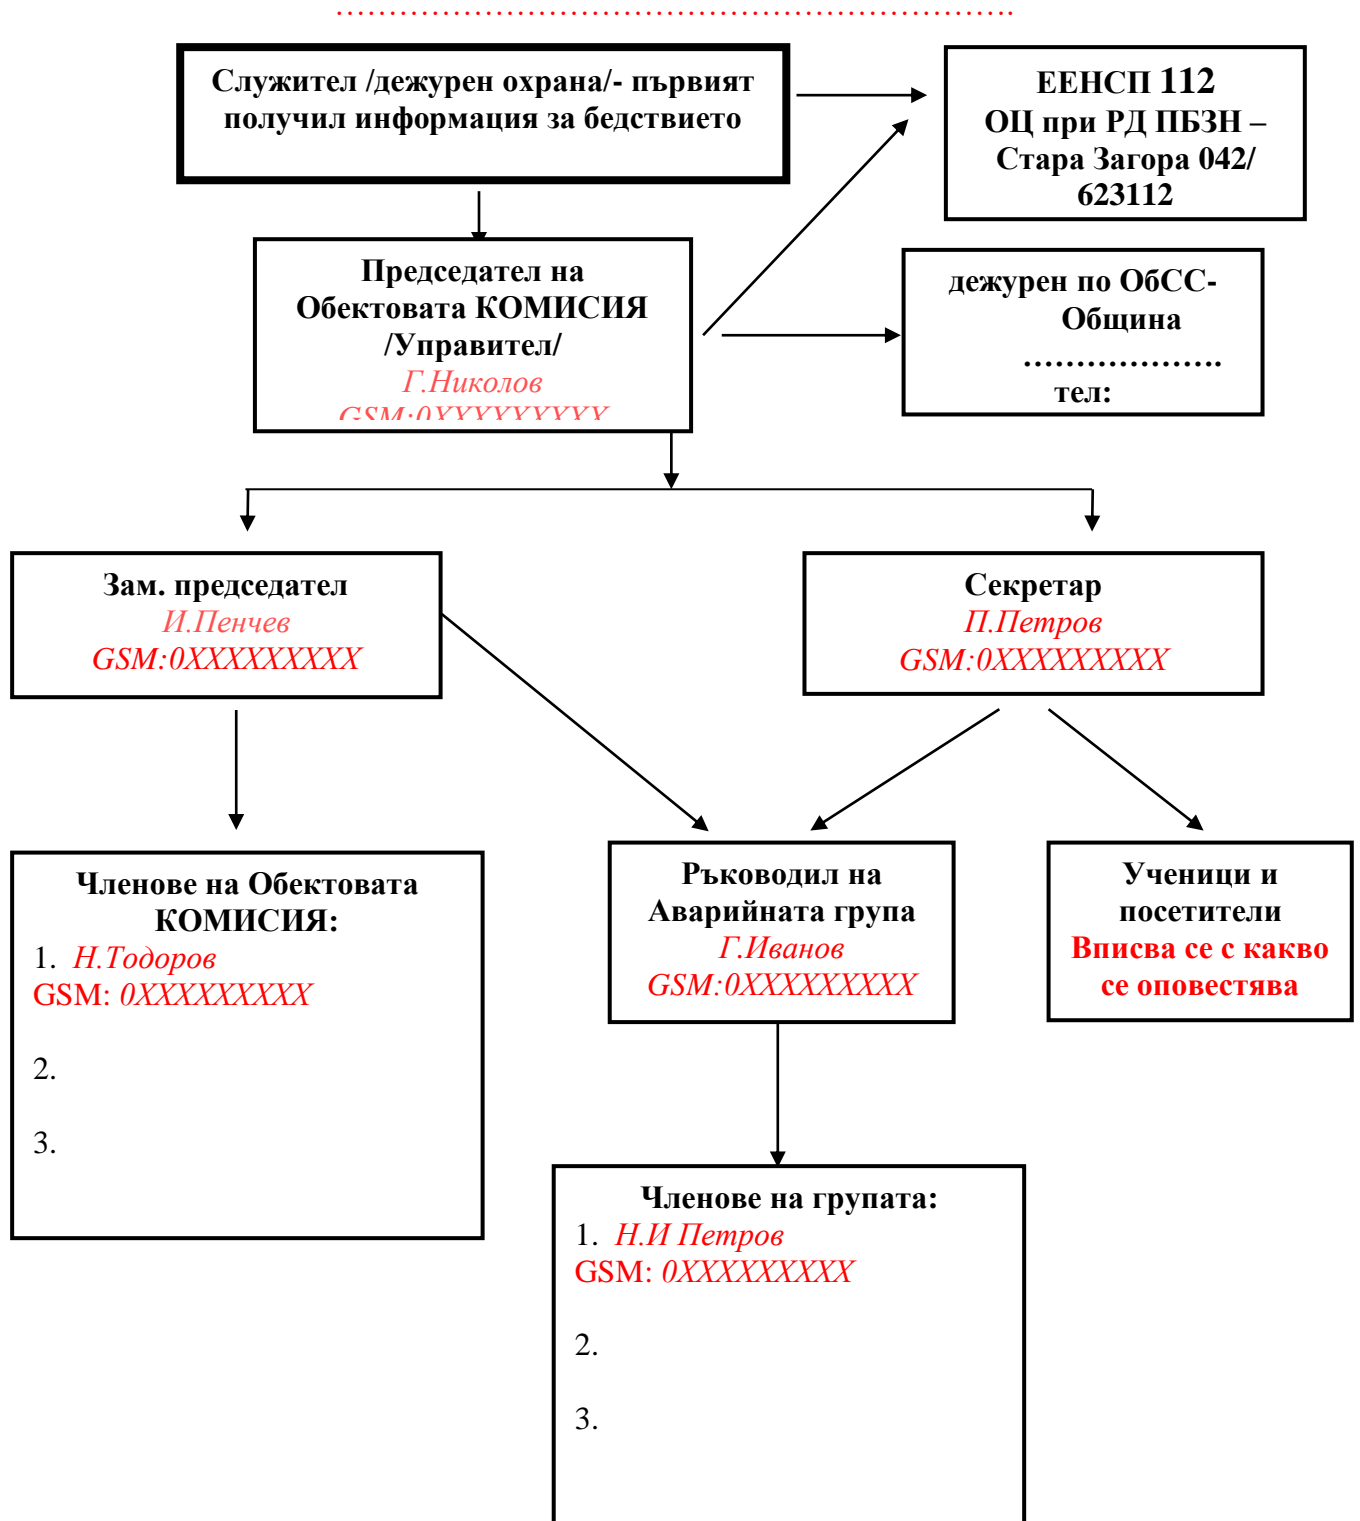 ………………………………………………………….
Служител /дежурен охрана/- първият
получил информация за бедствието
ЕЕНСП 112
ОЦ при РД ПБЗН –
Стара Загора 042/
623112
Председател на
Обектовата КОМИСИЯ
/Управител/
Г.Николов
GSM:0XXXXXXXXX
дежурен по ОбСС-
Община
……………….
тел:
Зам. председател
И.Пенчев
GSM:0XXXXXXXXX
Секретар
П.Петров
GSM:0XXXXXXXXX
Членове на Обектовата
КОМИСИЯ:
1. Н.Тодоров
GSM: 0XXXXXXXXX
2.
3.
Ръководил на
Аварийната група
Г.Иванов
GSM:0XXXXXXXXX
Ученици и
посетители
Вписва се с какво
се оповестява
Членове на групата:
1. Н.И Петров
GSM: 0XXXXXXXXX
2.
3.